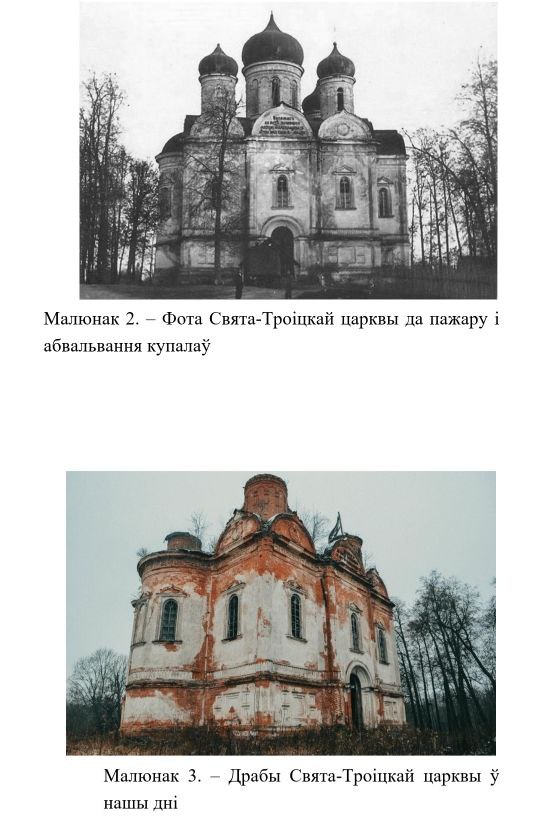 Малюнак 2. – Фота Свята-Троіцкай царквы да пажару і
абвальвання купалаў
Малюнак 3. – Драбы Свята-Троіцкай царквы ў
нашы дні